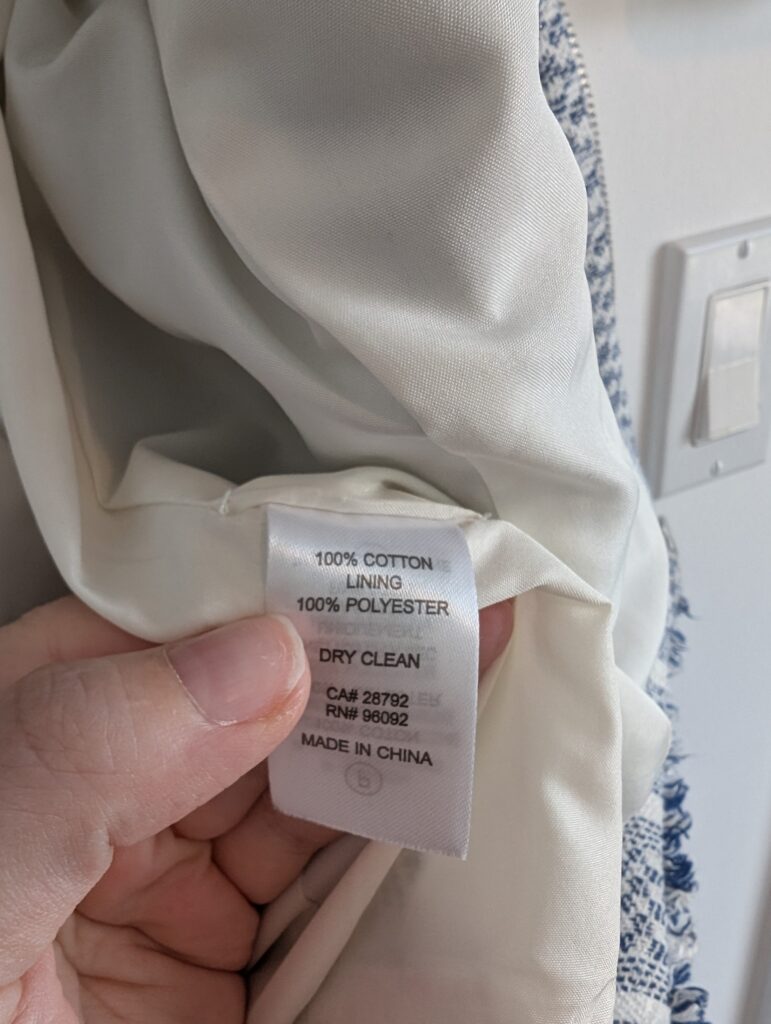 100% COTTON
LINING
100% POLYESTER
DRY CLEAN
CA# 28792
RN# 96092
MADE IN CHINA